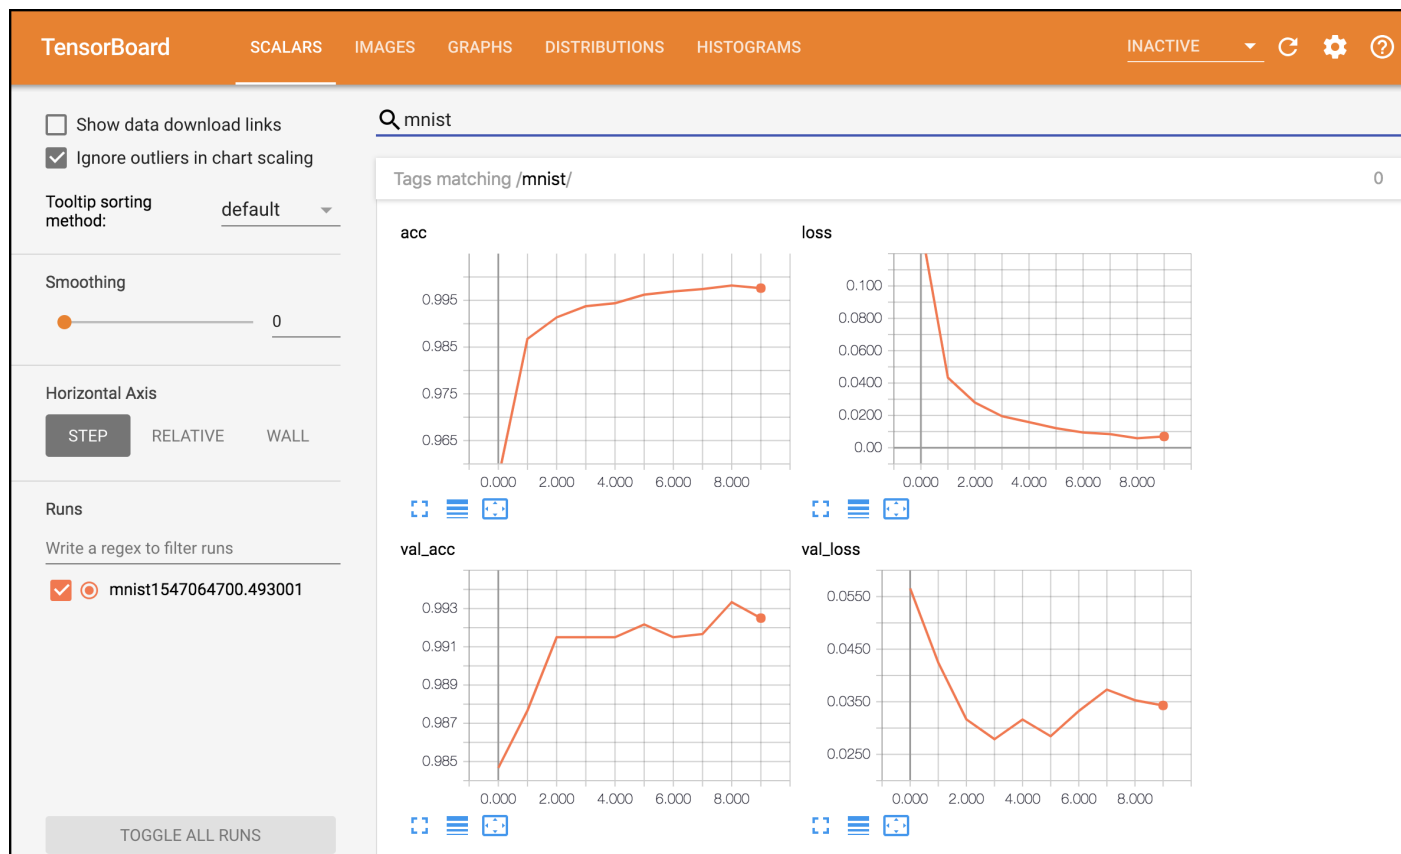 TensorBoard SCALARS IMAGES GRAPHS DISTRIBUTIONS HISTOGRAMS INACTIVE
Show data download links
Ignore outliers in chart scaling
Tooltip sorting
method:
default
Smoothing
0
Horizontal Axis
STEP RELATIVE WALL
Runs
Write a regex to filter runs
mnist1547064700.493001
TOGGLE ALL RUNS
mnist
Tags matching /mnist/ 0
acc
0.995
0.985
0.975
0.965
0.000 2.000 4.000 6.000 8.000
loss
0.100
0.0800
0.0600
0.0400
0.0200
0.00
0.000 2.000 4.000 6.000 8.000
val_acc
0.993
0.991
0.989
0.987
0.985
0.000 2.000 4.000 6.000 8.000
val_loss
0.0550
0.0450
0.0350
0.0250
0.000 2.000 4.000 6.000 8.000